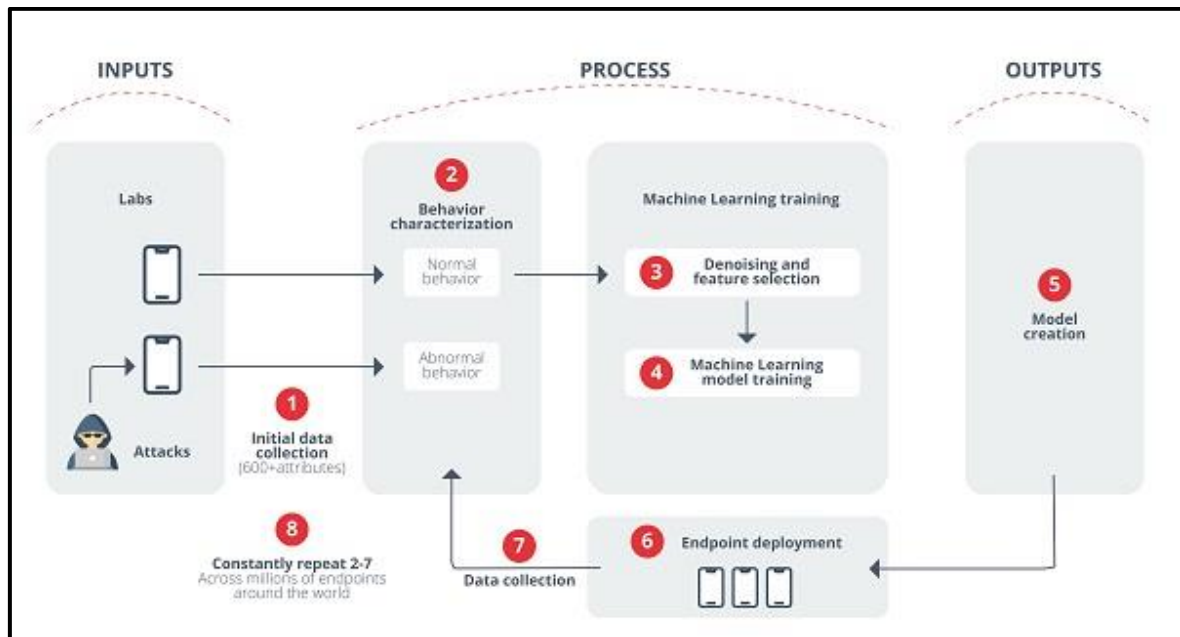 INPUTS
PROCESS
OUTPUTS
Labs
Attacks
1
Initial data
collection
(600+attributes)
2
Behavior
characterization
Normal
behavior
Abnormal
behavior
Machine Learning training
3
Denoising and
feature selection
4
Machine Learning
model training
5
Model
creation
6
Endpoint deployment
7
Data collection
8
Constantly repeat 2-7
Across millions of endpoints
around the world